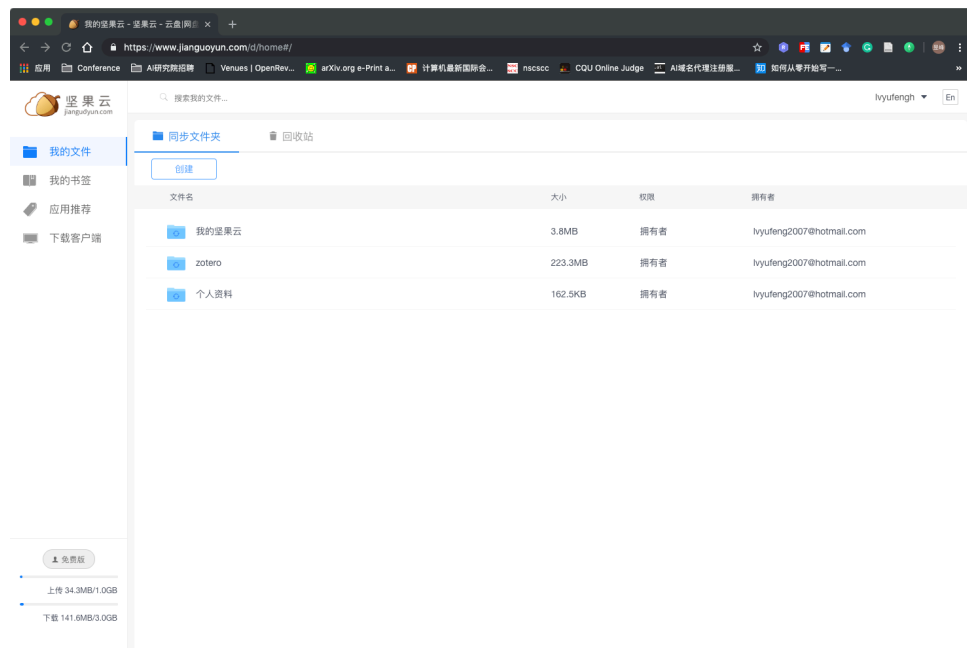 我的坚果云 - 坚果云 - 云盘|网盘
https://www.jianguoyun.com/d/home#/
应用 Conference AI研究院招聘 Venues | OpenRev... arXiv.org e-Print a... 计算机最新国际会... nscscc CQU Online Judge AI域名代理注册服... 如何从零开始写一...
坚果云
jianguoyun.com
搜索我的文件...
lvyufengh
En
我的文件
我的书签
应用推荐
下载客户端
同步文件夹 回收站
创建
文件名 大小 权限 拥有者
我的坚果云 3.8MB 拥有者 lvyufeng2007@hotmail.com
zotero 223.3MB 拥有者 lvyufeng2007@hotmail.com
个人资料 162.5KB 拥有者 lvyufeng2007@hotmail.com
免费版
上传 34.3MB/1.0GB
下载 141.6MB/3.0GB